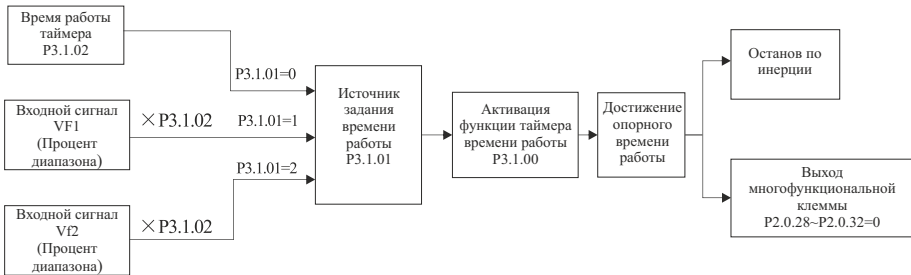 Время работы
таймера
P3.1.02
Входной сигнал
VF1
(Процент
диапазона)
×P3.1.02
Входной сигнал
Vf2
(Процент
диапазона)
×P3.1.02
P3.1.01=0
P3.1.01=1
P3.1.01=2
Источник
задания
времени
работы
P3.1.01
Активация
функции таймера
времени работы
P3.1.00
Достижение
опорного
времени
работы
Останов по
инерции
Выход
многофункциональной
клеммы
P2.0.28~P2.0.32=0